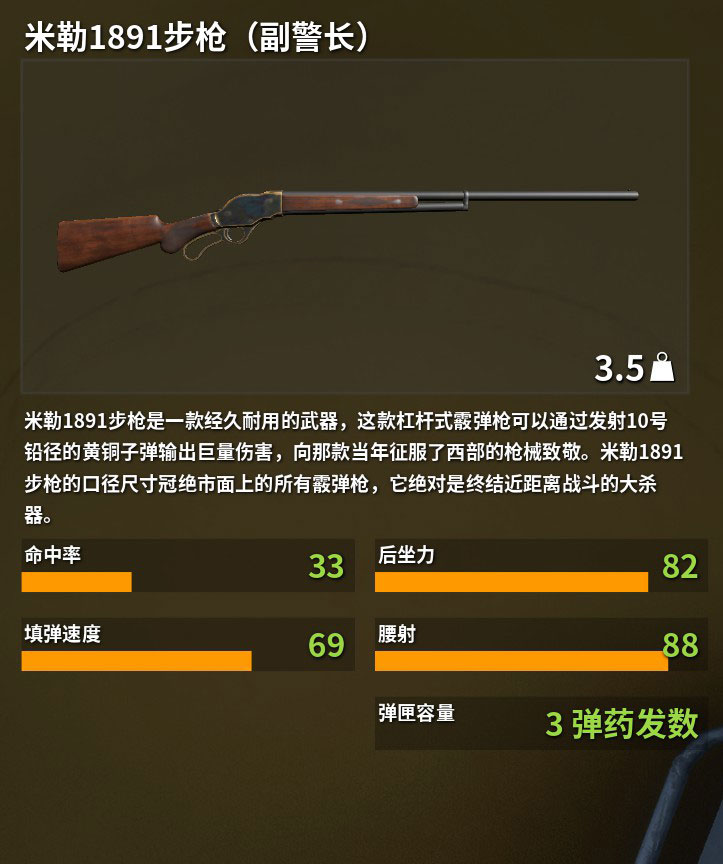 米勒1891步枪（副警长）
3.5
米勒1891步枪是一款经久耐用的武器，这款杠杆式霰弹枪可以通过发射10号
铅径的黄铜子弹输出巨量伤害，向那款当年征服了西部的枪械致敬。米勒1891
步枪的口径尺寸冠绝市面上的所有霰弹枪，它绝对是终结近距离战斗的大杀
器。
命中率 33
后坐力 82
填弹速度 69
腰射 88
弹匣容量 3 弹药发数